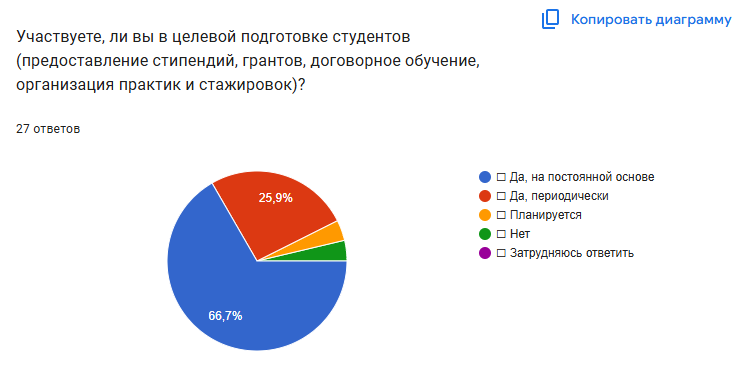 Копировать диаграмму
Участвуете, ли вы в целевой подготовке студентов
(предоставление стипендий, грантов, договорное обучение,
организация практик и стажировок)?
27 ответов
25,9%
66,7%
☐ Да, на постоянной основе
☐ Да, периодически
☐ Планируется
☐ Нет
☐ Затрудняюсь ответить